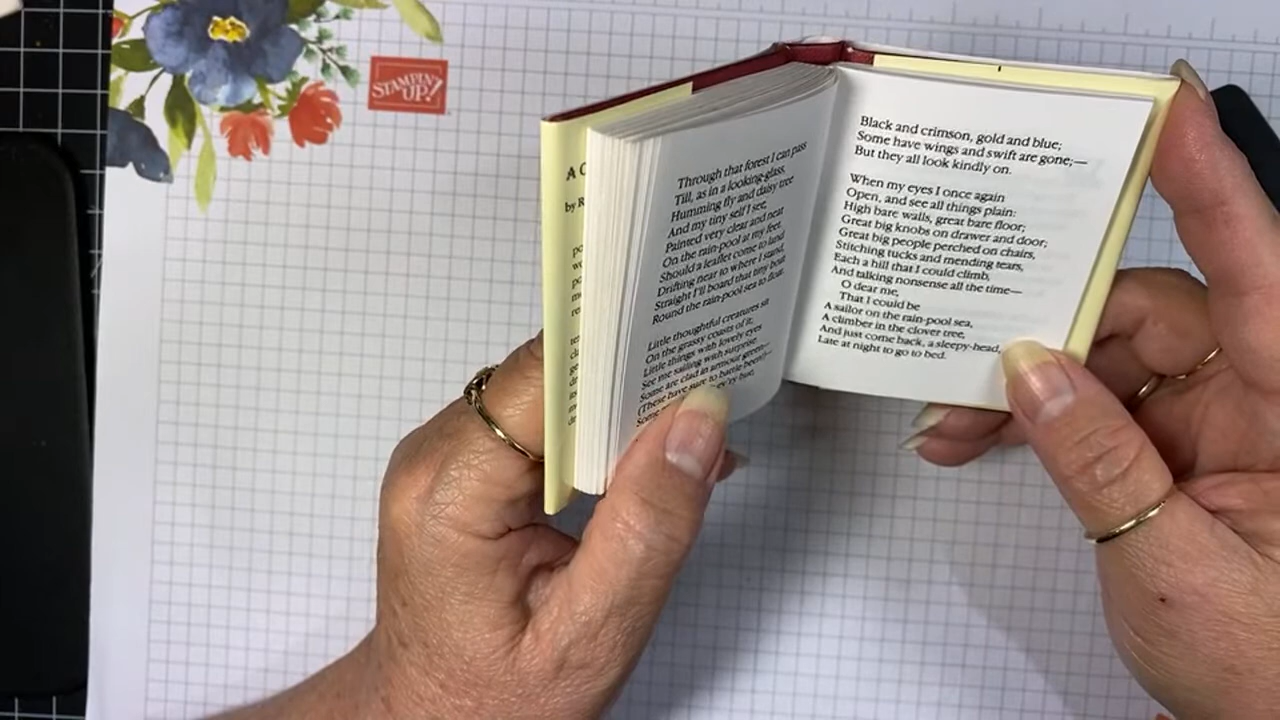 STAMPIN' UP!
A C
by R
Through that forest I can pass
Till, as in a looking-glass,
Humming fly and daisy tree
And my tiny self I see,
Painted very clear and neat
On the rain-pool at my feet.
Should a leaflet come to land
Drifting near to where I stand,
Straight I'll board that tiny boat
Round the rain-pool sea to float.
Little thoughtful creatures sit
On the grassy coasts of it;
Little things with lovely eyes
See me sailing with surprise.
Some are clad in armour green—
(These have sure to battle been!)—
Some
Black and crimson, gold and blue;
Some have wings and swift are gone;—
But they all look kindly on.
When my eyes I once again
Open, and see all things plain:
High bare walls, great bare floor;
Great big knobs on drawer and door;
Great big people perched on chairs,
Stitching tucks and mending tears,
Each a hill that I could climb,
And talking nonsense all the time—
O dear me,
That I could be
A sailor on the rain-pool sea,
A climber in the clover tree,
And just come back, a sleepy-head,
Late at night to go to bed.